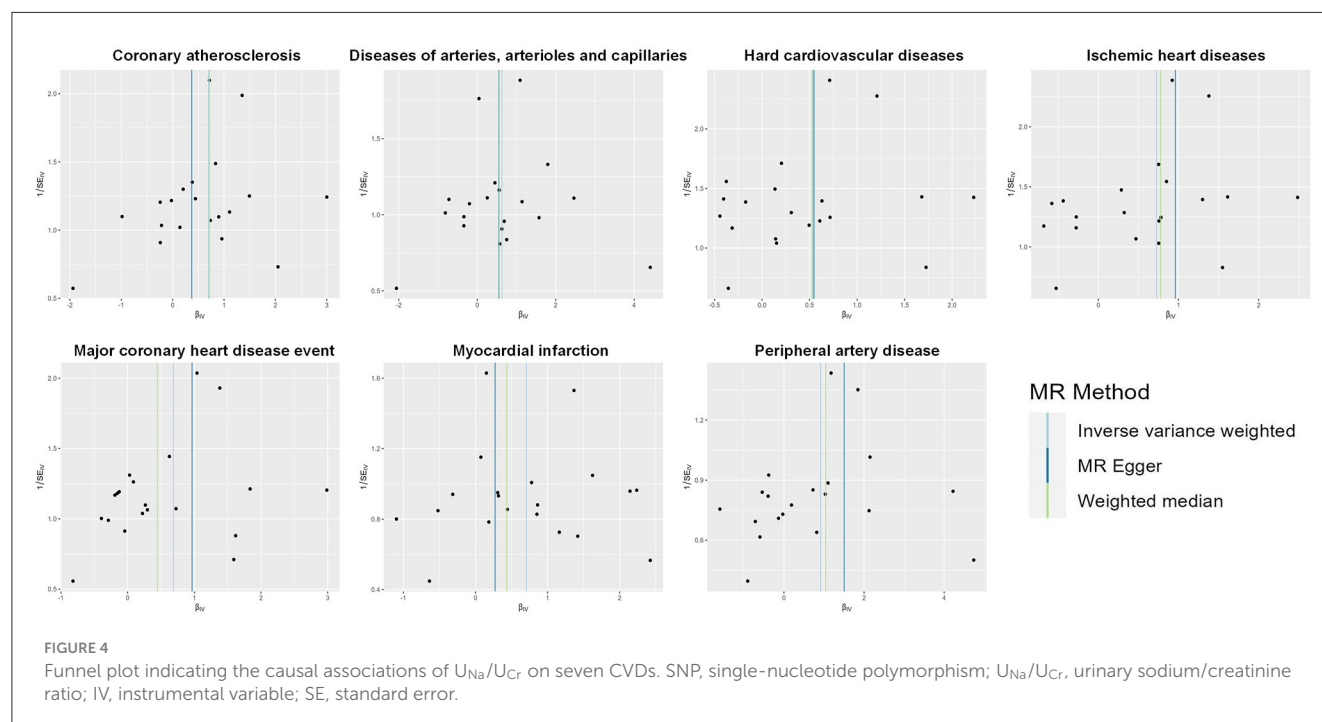 Coronary atherosclerosis
Diseases of arteries, arterioles and capillaries
Hard cardiovascular diseases
Ischemic heart diseases
2.0
1.5
1.0
0.5
1/SE_IV
-2
-1
0
1
2
3
β_IV
1.5
1.0
0.5
1/SE_IV
-2
0
2
4
β_IV
2.0
1.5
1.0
1/SE_IV
-0.5
0.0
0.5
1.0
1.5
2.0
β_IV
2.0
1.5
1.0
1/SE_IV
0
1
2
β_IV
Major coronary heart disease event
Myocardial infarction
Peripheral artery disease
2.0
1.5
1.0
0.5
1/SE_IV
-1
0
1
2
3
β_IV
1.6
1.2
0.8
0.4
1/SE_IV
-1
0
1
2
β_IV
1.2
0.9
0.6
1/SE_IV
0
2
4
β_IV
MR Method
Inverse variance weighted
MR Egger
Weighted median
FIGURE 4
Funnel plot indicating the causal associations of U_Na/U_Cr on seven CVDs. SNP, single-nucleotide polymorphism; U_Na/U_Cr, urinary sodium/creatinine
ratio; IV, instrumental variable; SE, standard error.